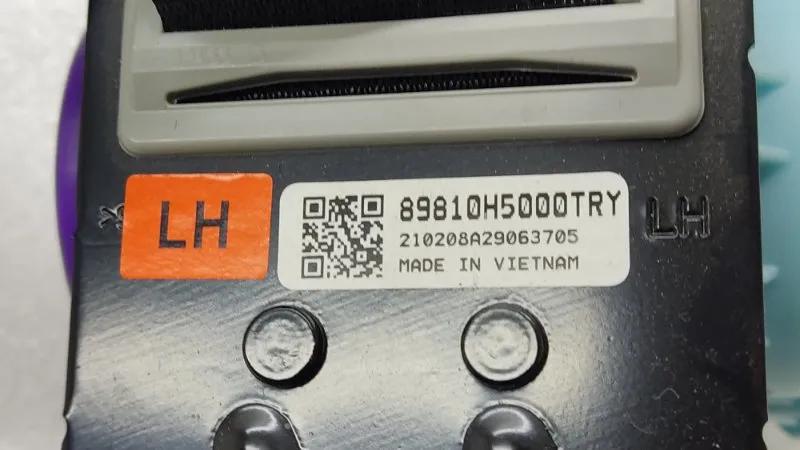 LH
89810H5000TRY
210208A29063705
MADE IN VIETNAM
LH